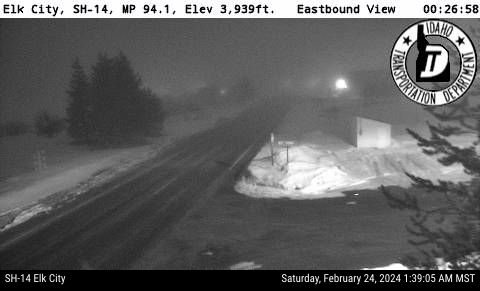 Elk City, SH-14, MP 94.1, Elev 3,939ft. Eastbound View 00:26:58
IDAHO
TRANSPORTATION DEPARTMENT
SH-14 Elk City Saturday, February 24, 2024 1:39:05 AM MST